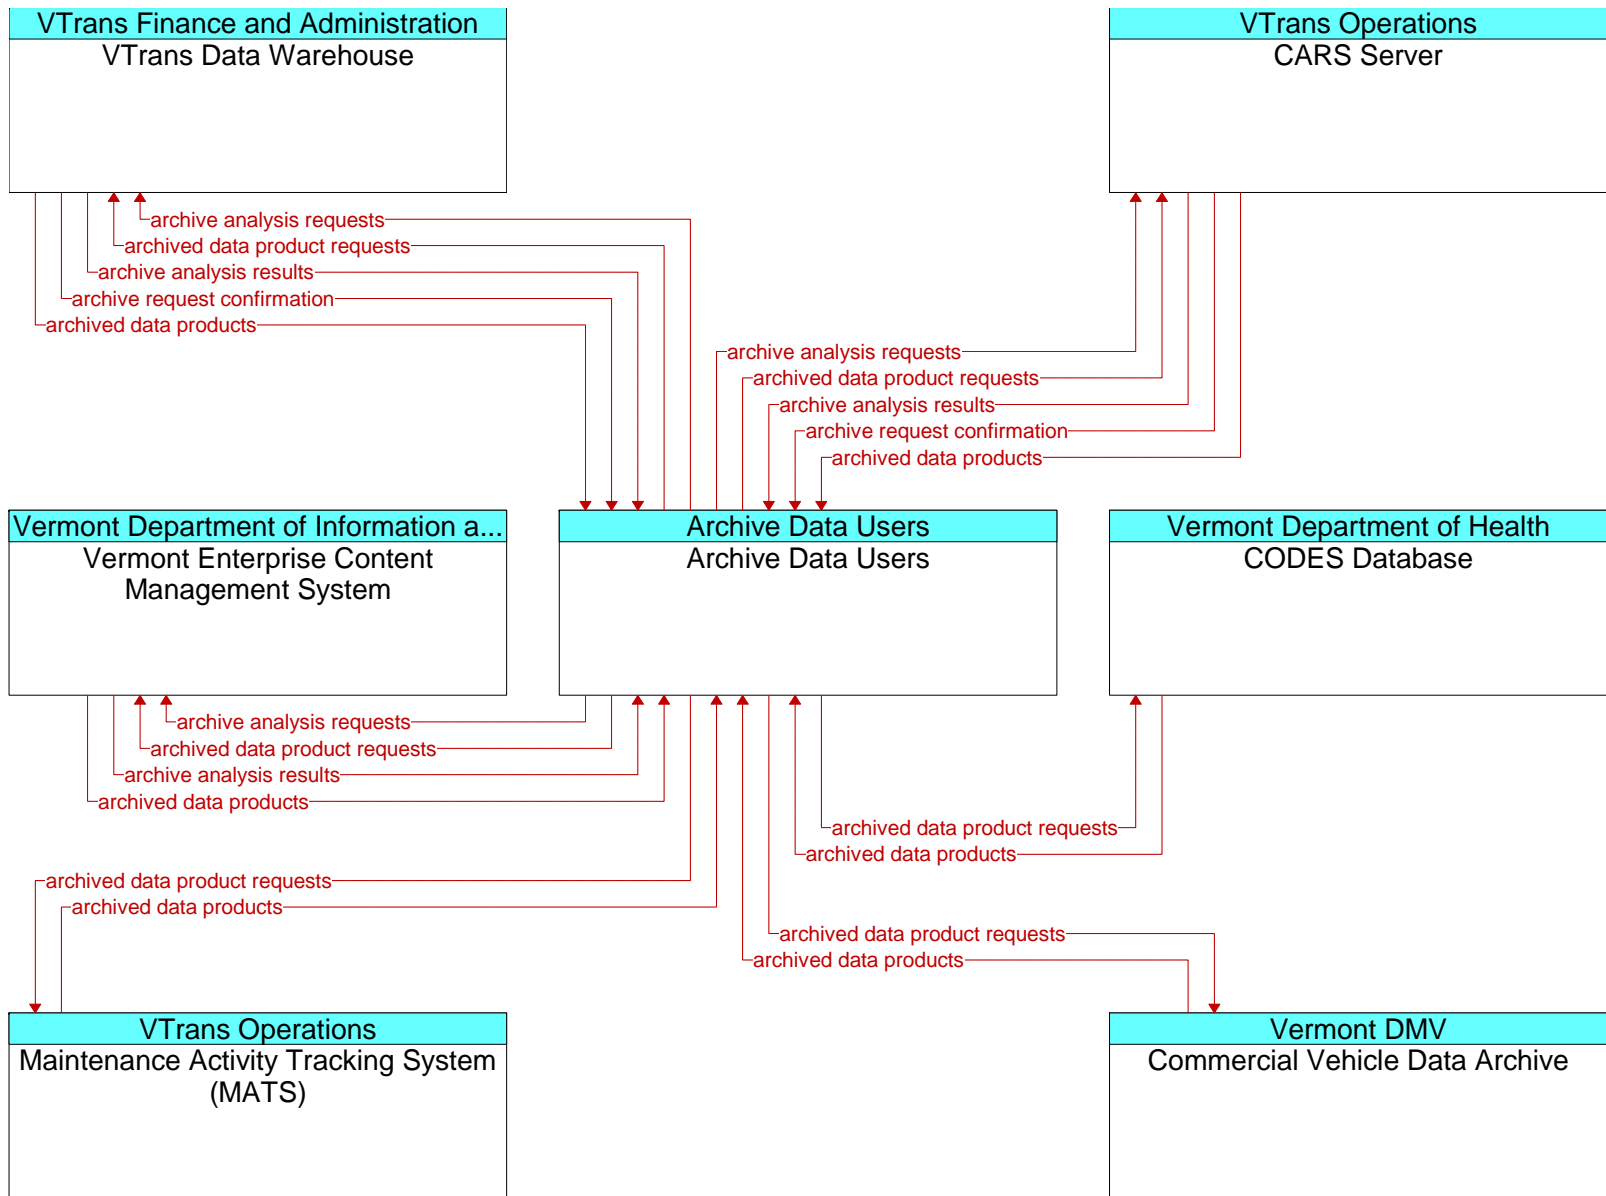 VTrans Finance and Administration
VTrans Data Warehouse
VTrans Operations
CARS Server
archive analysis requests
archived data product requests
archive analysis results
archive request confirmation
archived data products
archive analysis requests
archived data product requests
archive analysis results
archive request confirmation
archived data products
Vermont Department of Information a...
Vermont Enterprise Content
Management System
Archive Data Users
Archive Data Users
Vermont Department of Health
CODES Database
archive analysis requests
archived data product requests
archive analysis results
archived data products
archived data product requests
archived data products
archived data product requests
archived data products
archived data product requests
archived data products
VTrans Operations
Maintenance Activity Tracking System
(MATS)
Vermont DMV
Commercial Vehicle Data Archive